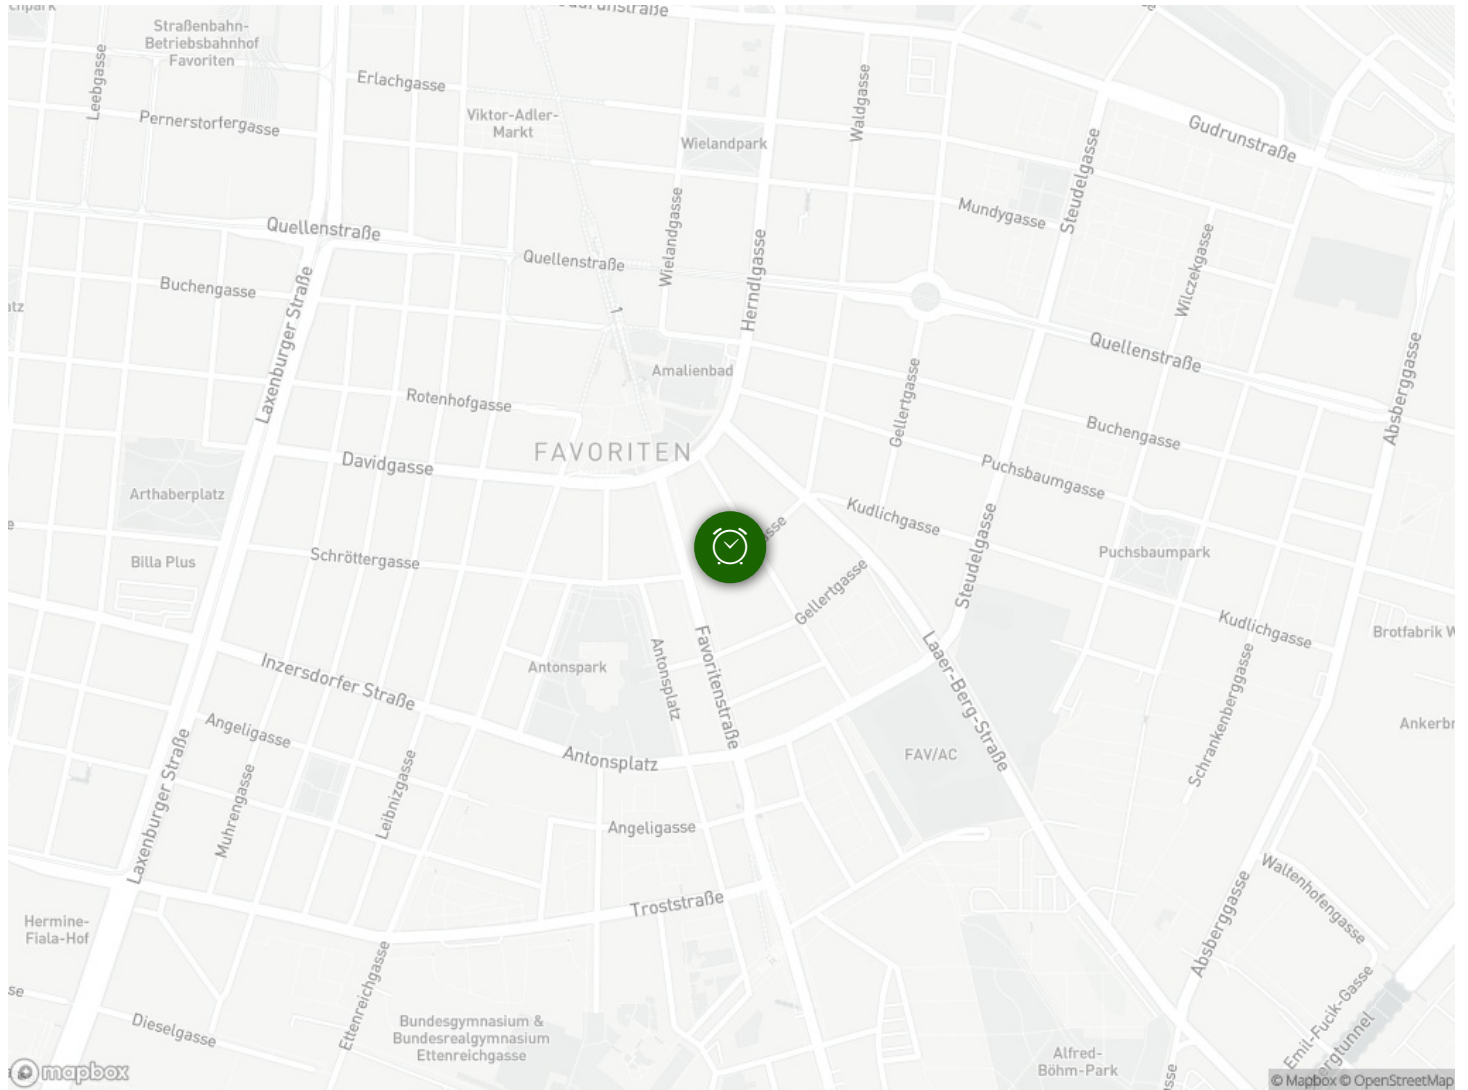 Straßenbahn-
Betriebsbahnhof
Favoriten
Leebgasse
Erlachgasse
Pernerstorfergasse
Viktor-Adler-
Markt
Wielandpark
Waldgasse
Gudrunstraße
Gudrunstraße
Steudelgasse
Mundygasse
Quellenstraße
Quellenstraße
Wielandgasse
Herndlgasse
Wilczekgasse
Buchengasse
Laxenburger Straße
1
Quellenstraße
Absberggasse
Amalienbad
Gellertgasse
Rotenhofgasse
Buchengasse
FAVORITEN
Davidgasse
Puchsbaumgasse
Arthaberplatz
Kudlichgasse
Steudelgasse
Puchsbaumpark
Billa Plus
Schröttergasse
Gellertgasse
Kudlichgasse
Brotfabrik W
Antonspark
Antonsplatz
Favoritenstraße
Laaer-Berg-Straße
Inzersdorfer Straße
Schrankenberggasse
Angeligasse
Ankerbr
FAV/AC
Antonsplatz
Laxenburger Straße
Muhrengasse
Leibnizgasse
Angeligasse
Waltenhofengasse
Troststraße
Absberggasse
Hermine-
Fiala-Hof
Ettenreichgasse
Dieselgasse
Bundesgymnasium &
Bundesrealgymnasium
Ettenreichgasse
Alfred-
Böhm-Park
Emil-Fucik-Gasse
bergtunnel
mapbox
© Mapbox © OpenStreetMap